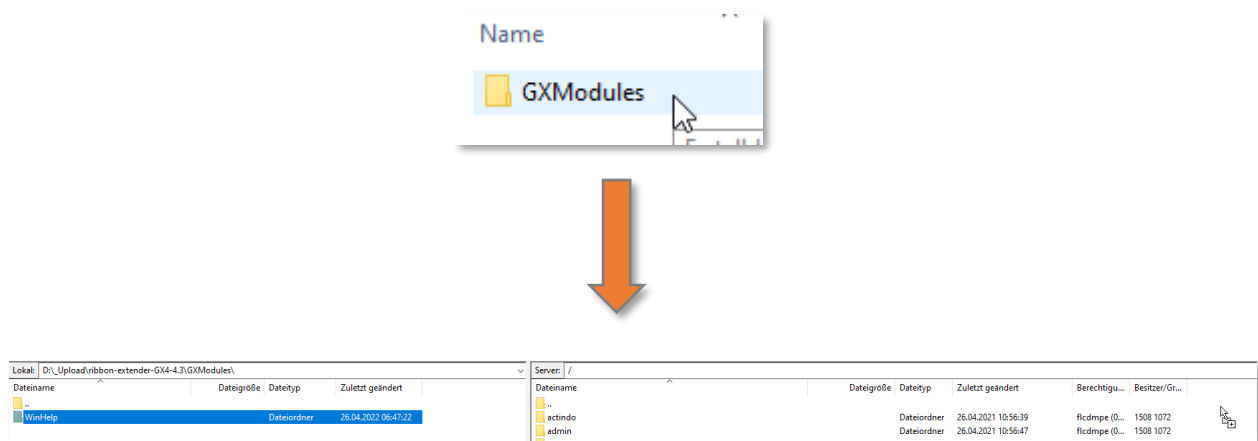 Name
GXModules
Lokal: D:\_Upload\ribbon-extender-GX4-4.3\GXModules\ Server: /
Dateiname Dateigröße Dateityp Zuletzt geändert Dateiname Dateigröße Dateityp Zuletzt geändert Berechtigu... Besitzer/Gr...
.. ..
WinHelp Dateiordner 26.04.2022 06:47:22 actindo Dateiordner 26.04.2021 10:56:39 flcdmpe (0... 1508 1072
admin Dateiordner 26.04.2021 10:56:47 flcdmpe (0... 1508 1072